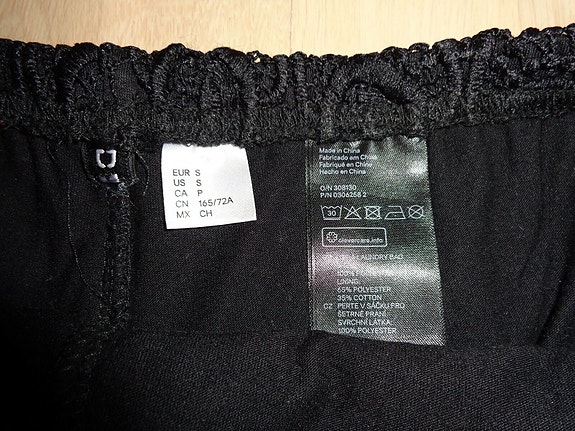 EUR S
US S
CA P
CN 165/72A
MX CH
Made in China
Fabricado em China
Fabriqué en China
Hecho en China
O/N 308130
P/N 0306258 2
30
clevercare.info
LAUNDRY BAG
100%
LINING:
65% POLYESTER
35% COTTON
CZ PERTE V SÁČKU PRO
ŠETRNÉ PRANÍ
SVRCHNÍ LÁTKA:
100% POLYESTER